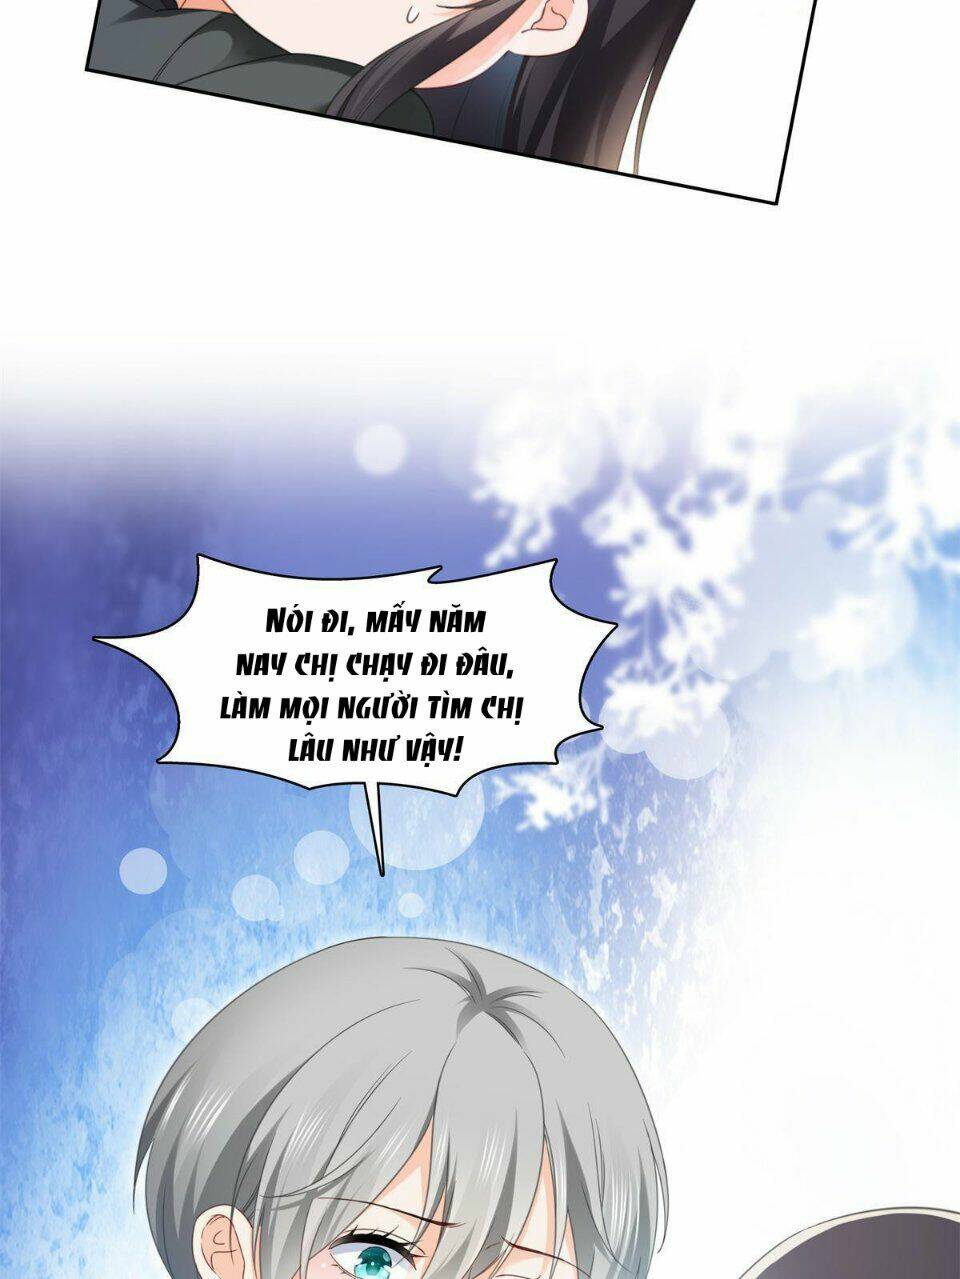 NÓI ĐI, MẤY NĂM
NAY CHỊ CHẠY ĐI ĐÂU,
LÀM MỌI NGƯỜI TÌM CHỊ
LÂU NHƯ VẬY!